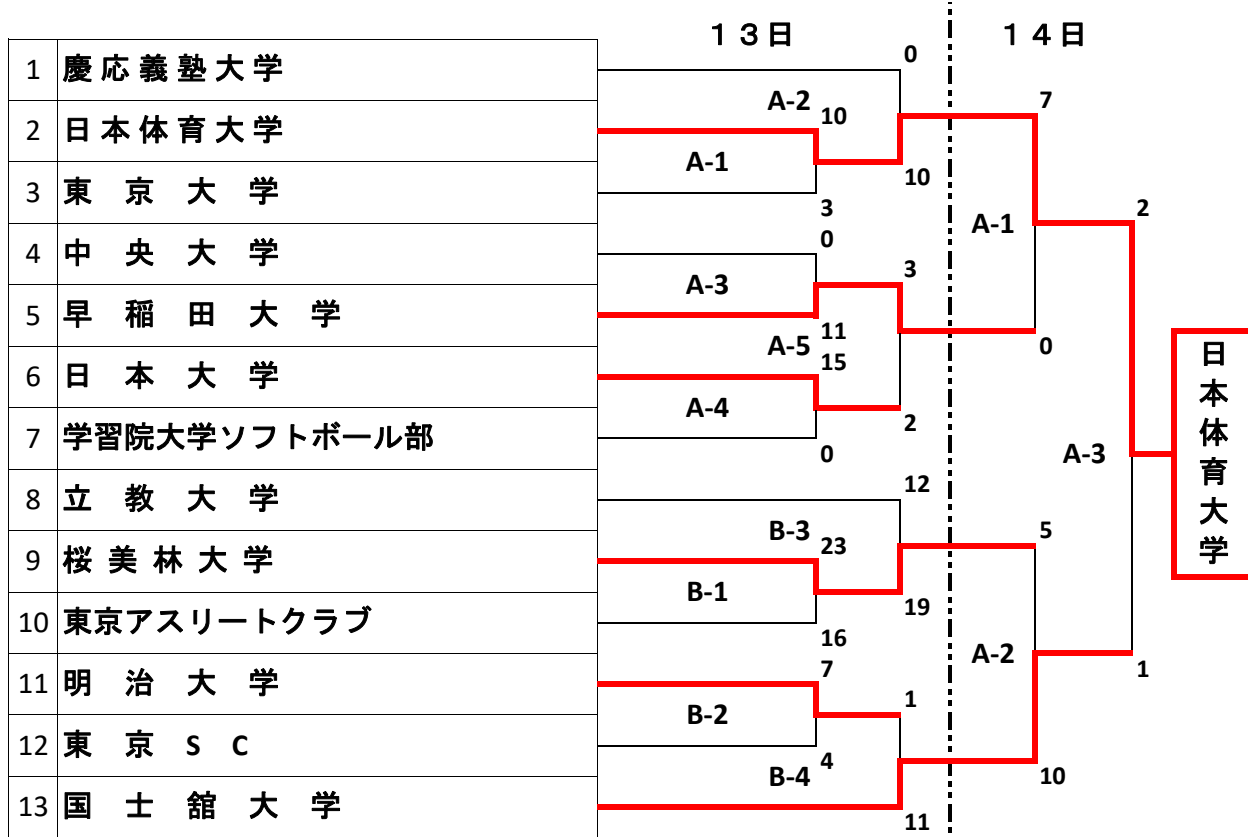 １３日 １４日
1 慶応義塾大学
2 日本体育大学
3 東京大学
4 中央大学
5 早稲田大学
6 日本大学
7 学習院大学ソフトボール部
8 立教大学
9 桜美林大学
10 東京アスリートクラブ
11 明治大学
12 東京SC
13 国士舘大学
0
A-2 10 7
A-1 10
3 A-1 2
0
A-3 3
11
A-5 15 0
A-4 2
0 A-3
12
B-3 23 5
B-1 19
16 A-2
7 1 1
B-2
4 10
B-4
11
日本体育大学